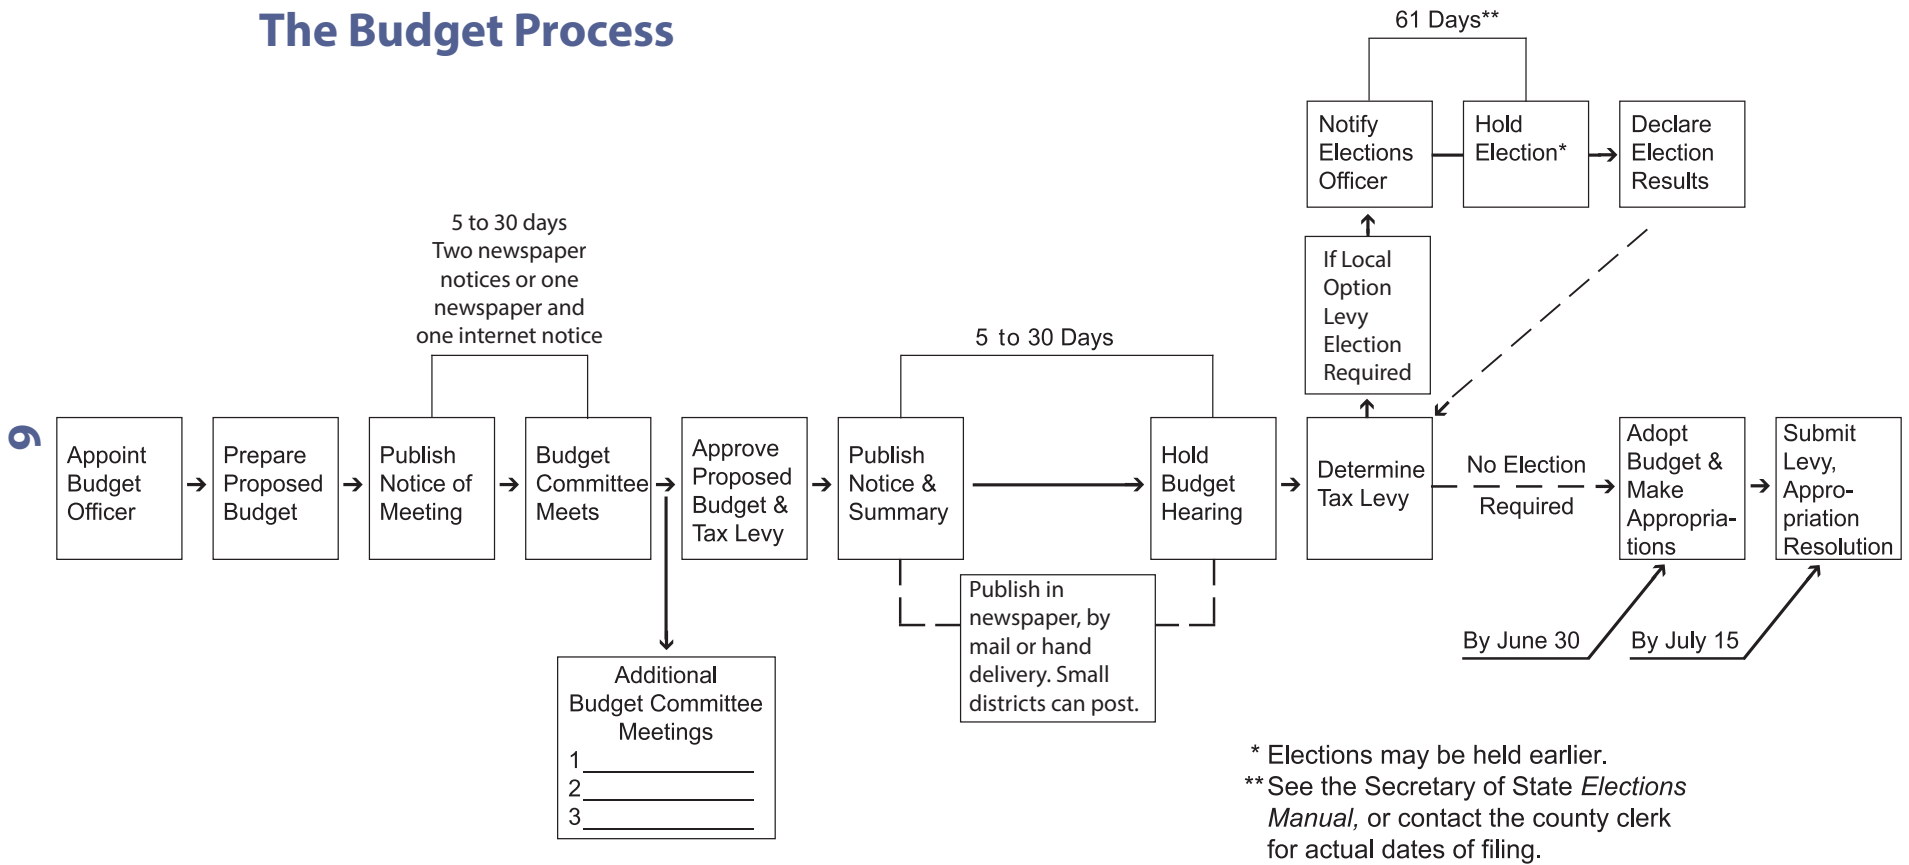 The Budget Process
61 Days**
Notify
Elections
Officer
Hold
Election*
Declare
Election
Results
5 to 30 days
Two newspaper
notices or one
newspaper and
one internet notice
If Local
Option
Levy
Election
Required
5 to 30 Days
9
Appoint
Budget
Officer
Prepare
Proposed
Budget
Publish
Notice of
Meeting
Budget
Committee
Meets
Approve
Proposed
Budget &
Tax Levy
Publish
Notice &
Summary
Hold
Budget
Hearing
Determine
Tax Levy
No Election
Required
Adopt
Budget &
Make
Appropria-
tions
Submit
Levy,
Appro-
priation
Resolution
Publish in
newspaper, by
mail or hand
delivery. Small
districts can post.
By June 30
By July 15
Additional
Budget Committee
Meetings
1
2
3
* Elections may be held earlier.
** See the Secretary of State Elections
Manual, or contact the county clerk
for actual dates of filing.